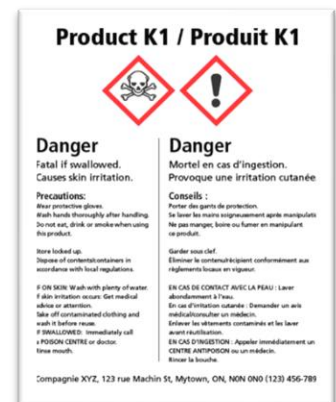 Product K1 / Produit K1
Danger
Fatal if swallowed.
Causes skin irritation.
Precautions:
Wear protective gloves.
Wash hands thoroughly after handling.
Do not eat, drink or smoke when using
this product.
Store locked up.
Dispose of contents/containers in
accordance with local regulations.
IF ON SKIN: Wash with plenty of water.
If skin irritation occurs: Get medical
advice or attention.
Take off contaminated clothing and
wash it before reuse.
IF SWALLOWED: Immediately call
a POISON CENTRE or doctor.
Rinse mouth.
Danger
Mortel en cas d'ingestion.
Provoque une irritation cutanée
Conseils :
Porter des gants de protection.
Se laver les mains soigneusement après manipulati
Ne pas manger, boire ou fumer en manipulant
ce produit.
Garder sous clef.
Éliminer le contenu/récipient conformément aux
règlements locaux en vigueur.
EN CAS DE CONTACT AVEC LA PEAU : Laver
abondamment à l'eau.
En cas d'irritation cutanée : Demander un avis
médical/consulter un médecin.
Enlever les vêtements contaminés et les laver
avant réutilisation.
EN CAS D'INGESTION : Appeler immédiatement un
CENTRE ANTIPOISON ou un médecin.
Rincer la bouche.
Compagnie XYZ, 123 rue Machin St, Mytown, ON, N0N 0N0 (123) 456-789